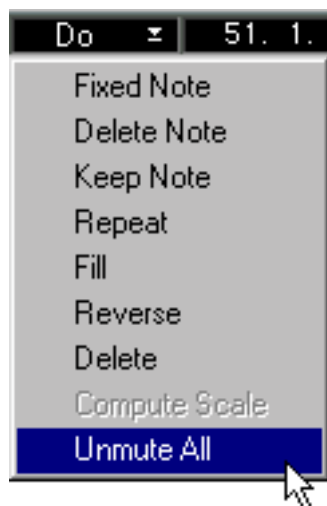 Do 51. 1.
Fixed Note
Delete Note
Keep Note
Repeat
Fill
Reverse
Delete
Compute Scale
Unmute All